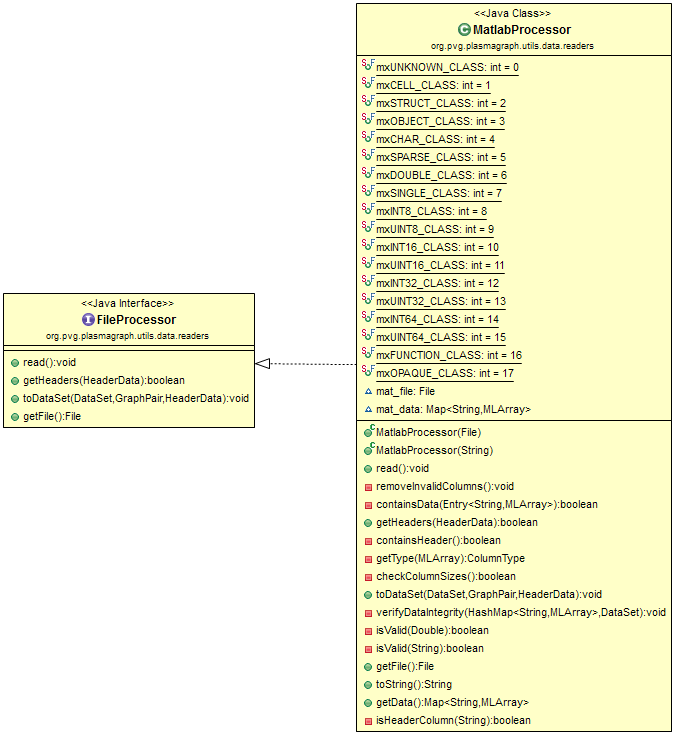 <<Java Interface>>
FileProcessor
org.pvg.plasmagraph.utils.data.readers
read():void
getHeaders(HeaderData):boolean
toDataSet(DataSet,GraphPair,HeaderData):void
getFile():File
<<Java Class>>
MatlabProcessor
org.pvg.plasmagraph.utils.data.readers
mxUNKNOWN_CLASS: int = 0
mxCELL_CLASS: int = 1
mxSTRUCT_CLASS: int = 2
mxOBJECT_CLASS: int = 3
mxCHAR_CLASS: int = 4
mxSPARSE_CLASS: int = 5
mxDOUBLE_CLASS: int = 6
mxSINGLE_CLASS: int = 7
mxINT8_CLASS: int = 8
mxUINT8_CLASS: int = 9
mxINT16_CLASS: int = 10
mxUINT16_CLASS: int = 11
mxINT32_CLASS: int = 12
mxUINT32_CLASS: int = 13
mxINT64_CLASS: int = 14
mxUINT64_CLASS: int = 15
mxFUNCTION_CLASS: int = 16
mxOPAQUE_CLASS: int = 17
mat_file: File
mat_data: Map<String,MLArray>
MatlabProcessor(File)
MatlabProcessor(String)
read():void
removeInvalidColumns():void
containsData(Entry<String,MLArray>):boolean
getHeaders(HeaderData):boolean
containsHeader():boolean
getType(MLArray):ColumnType
checkColumnSizes():boolean
toDataSet(DataSet,GraphPair,HeaderData):void
verifyDataIntegrity(HashMap<String,MLArray>,DataSet):void
isValid(Double):boolean
isValid(String):boolean
getFile():File
toString():String
getData():Map<String,MLArray>
isHeaderColumn(String):boolean